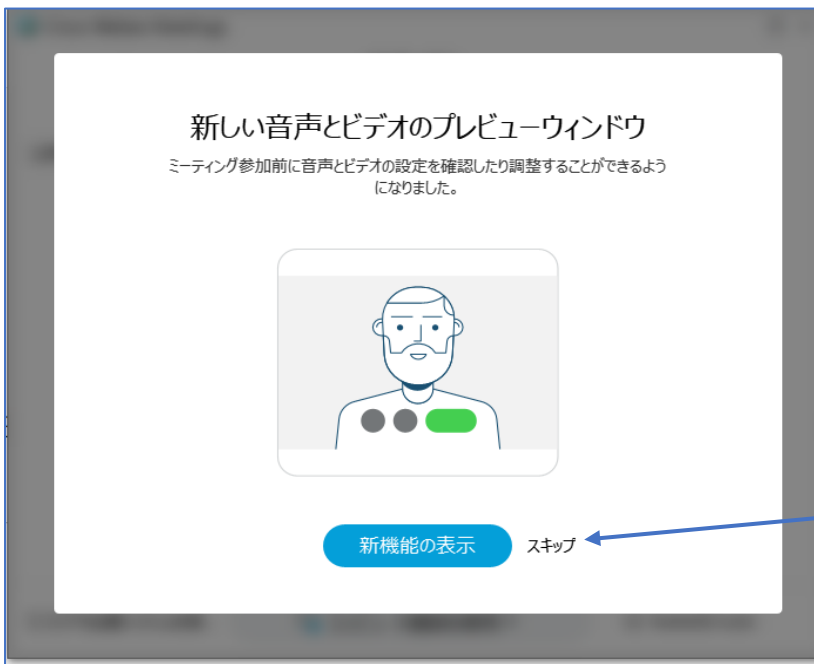 新しい音声とビデオのプレビューウィンドウ
ミーティング参加前に音声とビデオの設定を確認したり調整することができるよう
になりました。
新機能の表示
スキップ